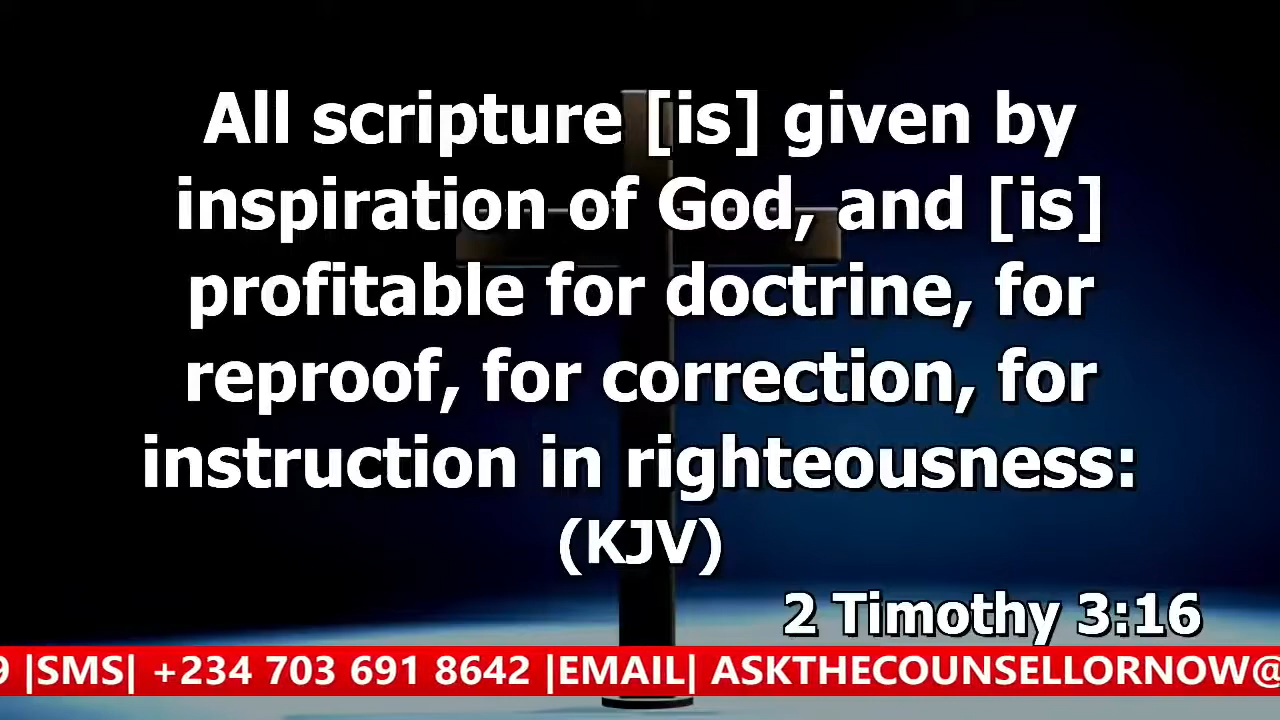 All scripture [is] given by
inspiration of God, and [is]
profitable for doctrine, for
reproof, for correction, for
instruction in righteousness:
(KJV)
2 Timothy 3:16
9 |SMS| +234 703 691 8642 |EMAIL| ASKTHECOUNSELLORNOW@